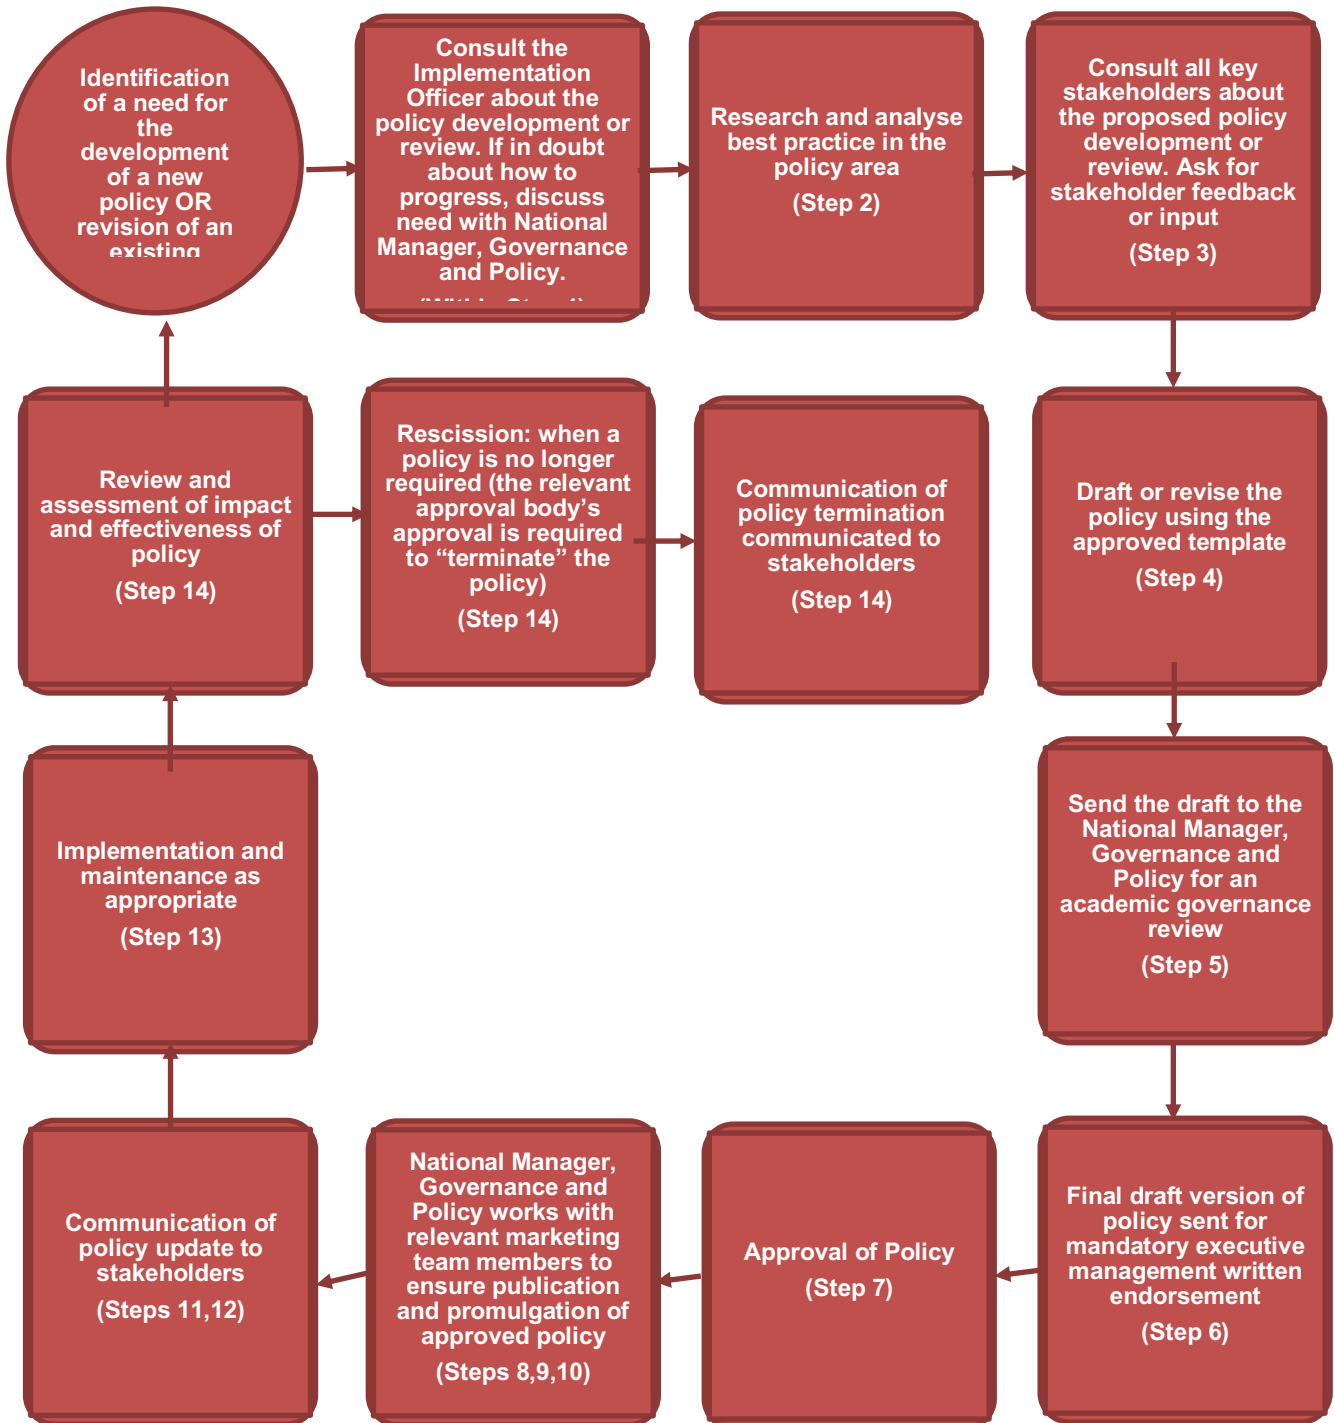 Identification
of a need for
the
development
of a new
policy OR
revision of an
existing
Consult the
Implementation
Officer about the
policy development or
review. If in doubt
about how to
progress, discuss
need with National
Manager, Governance
and Policy.
Research and analyse
best practice in the
policy area
(Step 2)
Consult all key
stakeholders about
the proposed policy
development or
review. Ask for
stakeholder feedback
or input
(Step 3)
Draft or revise the
policy using the
approved template
(Step 4)
Send the draft to the
National Manager,
Governance and
Policy for an
academic governance
review
(Step 5)
Final draft version of
policy sent for
mandatory executive
management written
endorsement
(Step 6)
Approval of Policy
(Step 7)
National Manager,
Governance and
Policy works with
relevant marketing
team members to
ensure publication
and promulgation of
approved policy
(Steps 8,9,10)
Communication of
policy update to
stakeholders
(Steps 11,12)
Implementation and
maintenance as
appropriate
(Step 13)
Review and
assessment of impact
and effectiveness of
policy
(Step 14)
Rescission: when a
policy is no longer
required (the relevant
approval body’s
approval is required
to “terminate” the
policy)
(Step 14)
Communication of
policy termination
communicated to
stakeholders
(Step 14)